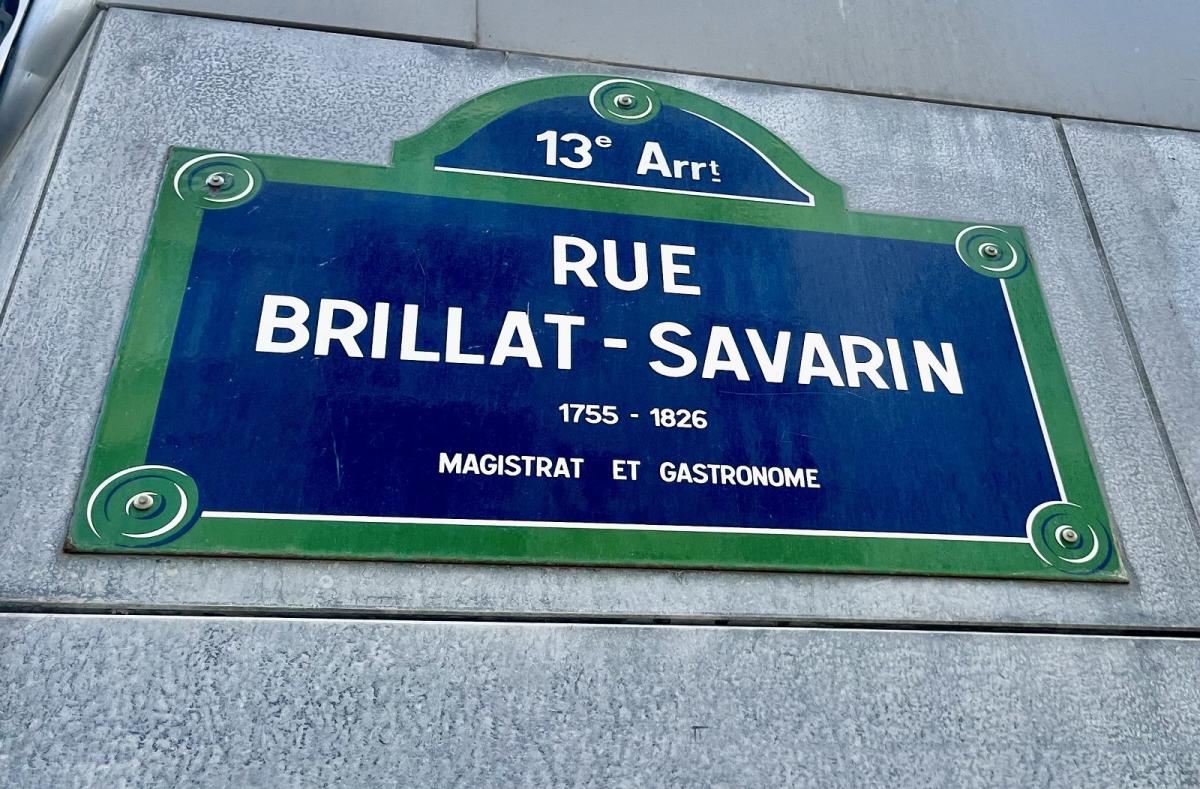 13e Arrt
RUE
BRILLAT - SAVARIN
1755 - 1826
MAGISTRAT ET GASTRONOME